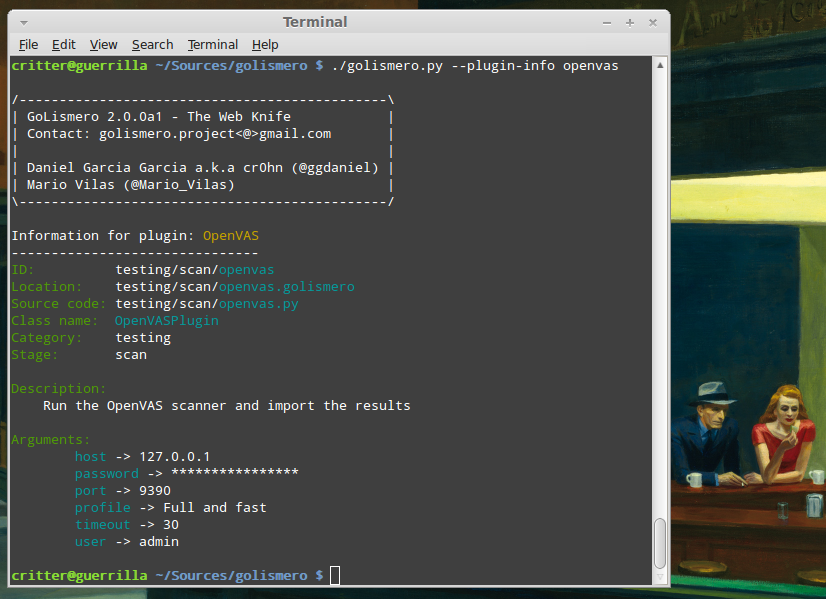 Terminal
File Edit View Search Terminal Help
critter@guerrilla ~/Sources/golismero $ ./golismero.py --plugin-info openvas
/----------------------------------------------\
| GoLismero 2.0.0a1 - The Web Knife |
| Contact: golismero.project<@>gmail.com |
| |
| Daniel Garcia Garcia a.k.a cr0hn (@ggdaniel) |
| Mario Vilas (@Mario_Vilas) |
\----------------------------------------------/
Information for plugin: OpenVAS
-------------------------------
ID: testing/scan/openvas
Location: testing/scan/openvas.golismero
Source code: testing/scan/openvas.py
Class name: OpenVASPlugin
Category: testing
Stage: scan
Description:
Run the OpenVAS scanner and import the results
Arguments:
host -> 127.0.0.1
password -> ****************
port -> 9390
profile -> Full and fast
timeout -> 30
user -> admin
critter@guerrilla ~/Sources/golismero $